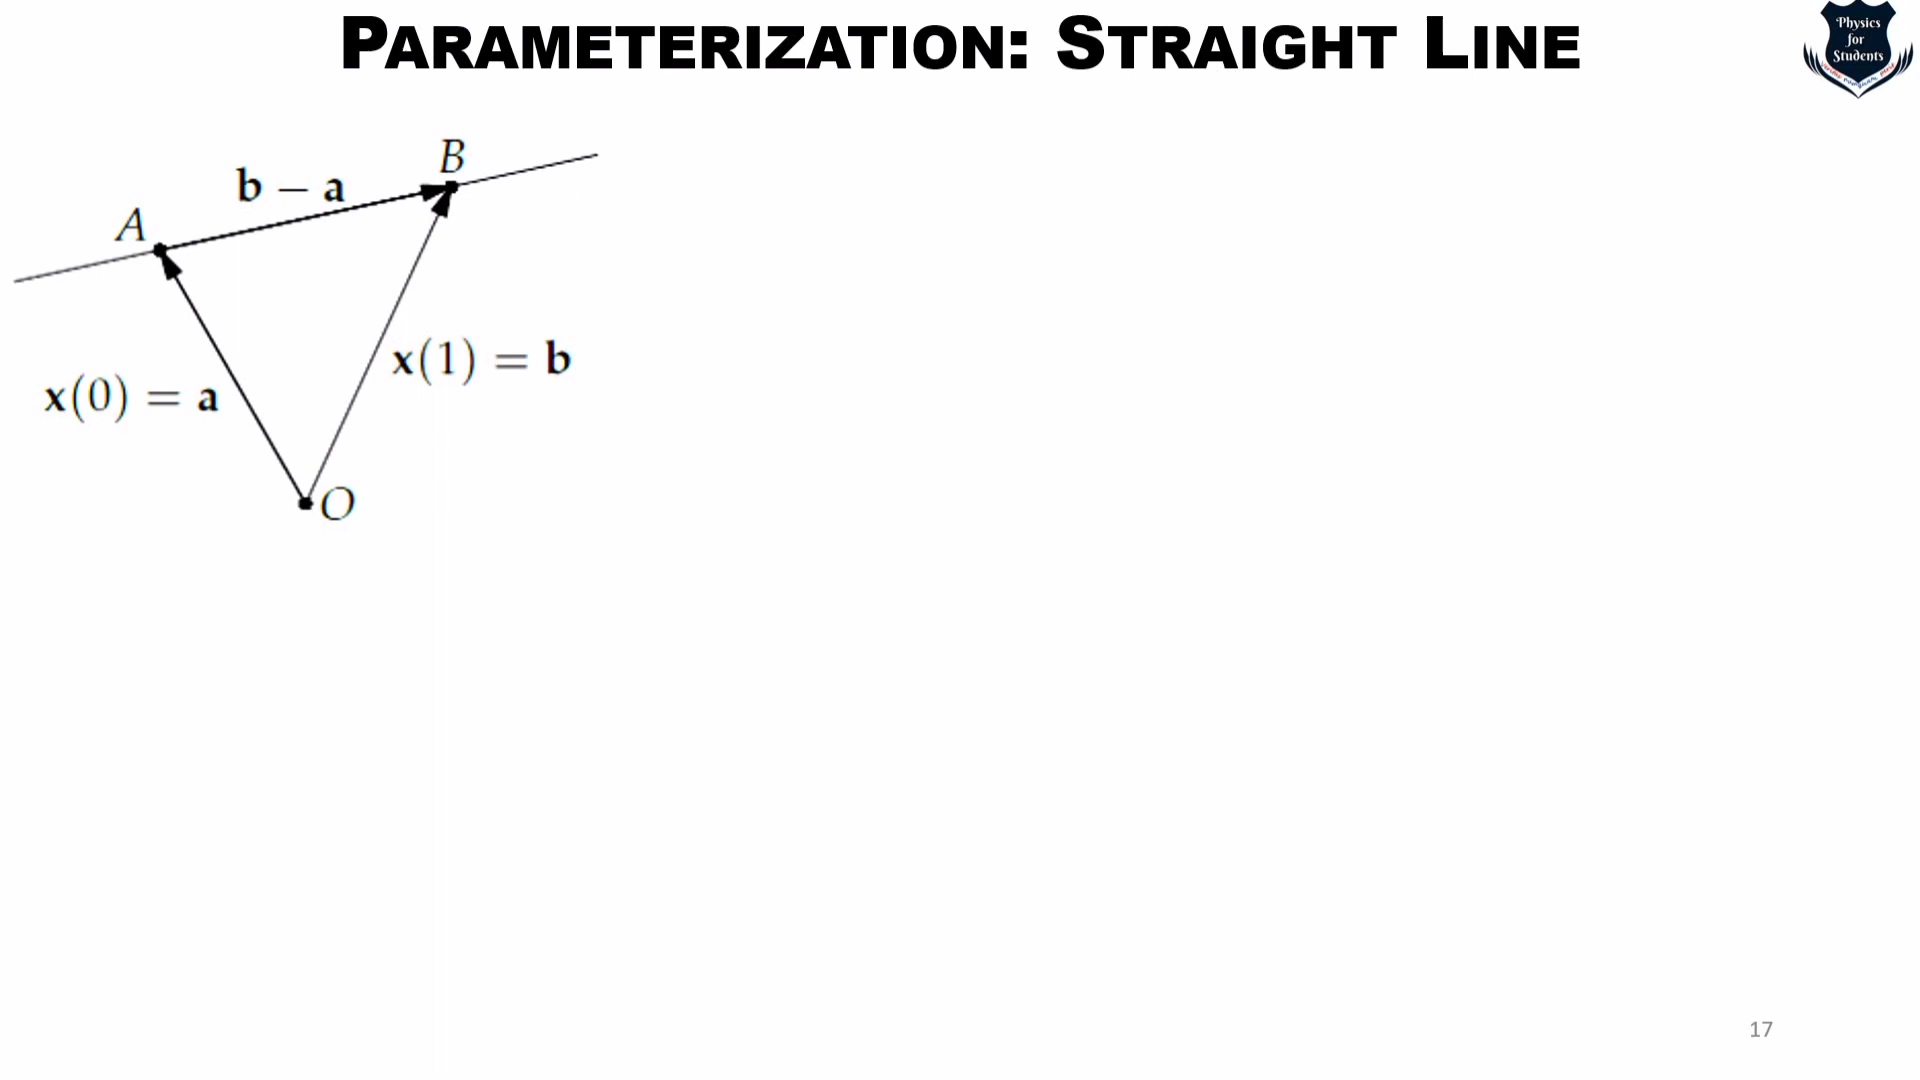 PARAMETERIZATION: STRAIGHT LINE
Physics
for
Students
B
b − a
A
x(1) = b
x(0) = a
O
17